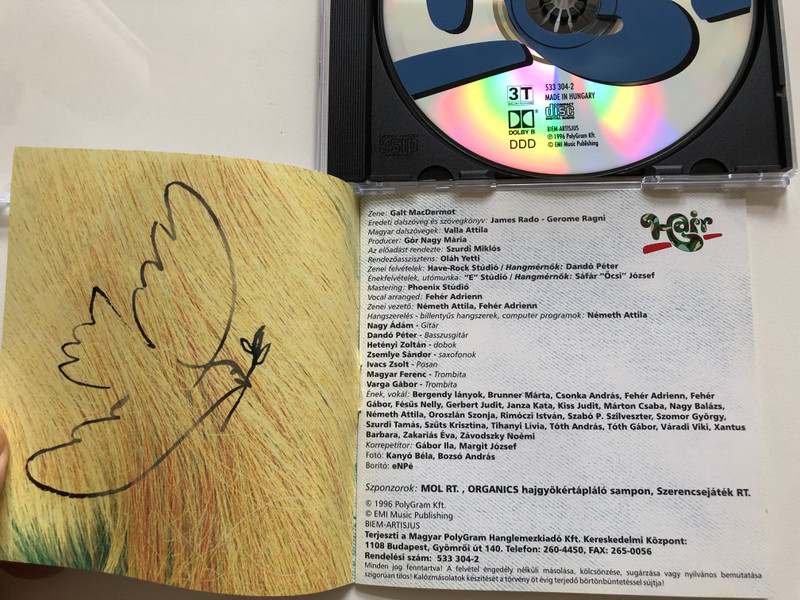 3T
533 304-2
MADE IN HUNGARY
COMPACT
disc
DIGITAL AUDIO
DOLBY B
DDD
BIEM-ARTISJUS
℗ 1996 PolyGram Kft.
© EMI Music Publishing
Hair
Zene: Galt MacDermot
Eredeti dalszöveg és szövegkönyv: James Rado - Gerome Ragni
Magyar dalszövegek: Valla Attila
Producer: Gór Nagy Mária
Az előadást rendezte: Szurdi Miklós
Rendezőasszisztens: Oláh Yetti
Zenei felvételek: Have-Rock Stúdió / Hangmérnök: Dandó Péter
Énekfelvételek, utómunka: "E" Stúdió / Hangmérnök: Sáfár "Öcsi" József
Mastering: Phoenix Stúdió
Vocal arranged: Fehér Adrienn
Zenei vezető: Németh Attila, Fehér Adrienn
Hangszerelés - billentyűs hangszerek, computer programok: Németh Attila
Nagy Ádám - Gitár
Dandó Péter - Basszusgitár
Hetényi Zoltán - dobok
Zsemlye Sándor - saxofonok
Ivacs Zsolt - Posan
Magyar Ferenc - Trombita
Varga Gábor - Trombita
Ének, vokál: Bergendy lányok, Brunner Márta, Csonka András, Fehér Adrienn, Fehér
Gábor, Fésűs Nelly, Gerbert Judit, Janza Kata, Kiss Judit, Márton Csaba, Nagy Balázs,
Németh Attila, Oroszlán Szonja, Rimóczi István, Szabó P. Szilveszter, Szomor György,
Szurdi Tamás, Szűts Krisztina, Tihanyi Lívia, Tóth András, Tóth Gábor, Váradi Viki, Xantus
Barbara, Zakariás Éva, Závodszky Noémi
Korrepetitor: Gábor Ila, Margit József
Fotó: Kanyó Béla, Bozsó András
Borító: eNPé
Szponzorok: MOL RT. , ORGANICS hajgyökértápláló sampon, Szerencsejáték RT.
℗ 1996 PolyGram Kft.
© EMI Music Publishing
BIEM-ARTISJUS
Terjeszti a Magyar PolyGram Hanglemezkiadó Kft. Kereskedelmi Központ:
1108 Budapest, Gyömrői út 140. Telefon: 260-4450, FAX: 265-0056
Rendelési szám: 533 304-2
Minden jog fenntartva! A felvétel engedély nélküli másolása, kölcsönzése, sugárzása vagy nyilvános bemutatása
szigorúan tilos! Kalózmásolatok készítését a törvény öt évig terjedő börtönbüntetéssel sújtja!